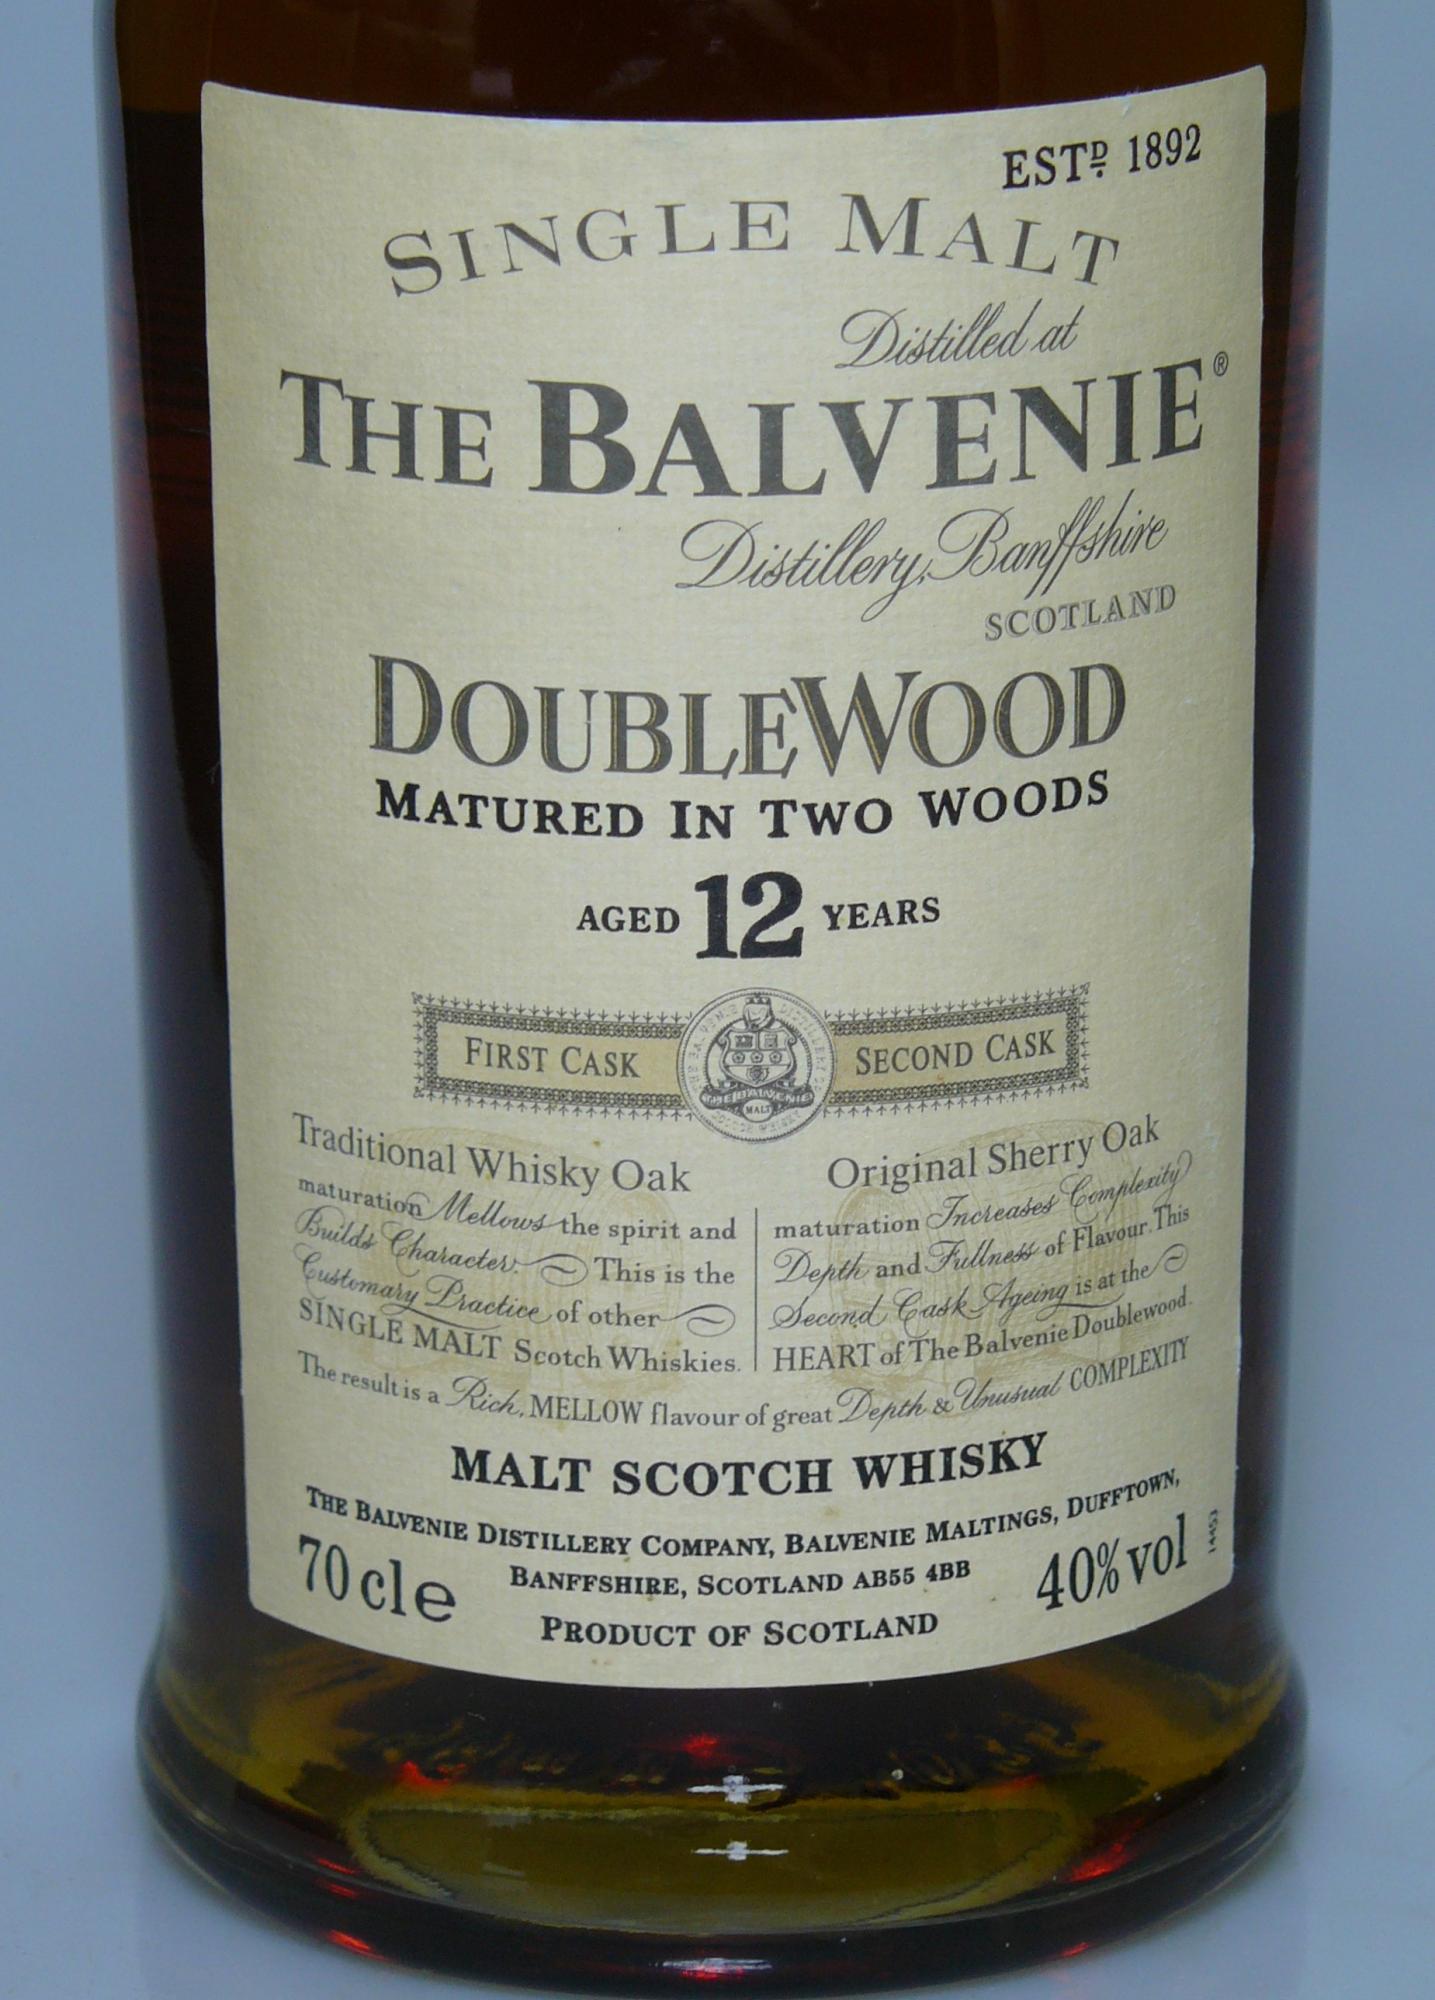 ESTD 1892
SINGLE MALT
Distilled at
THE BALVENIE®
Distillery, Banffshire
SCOTLAND
DOUBLEWOOD
MATURED IN TWO WOODS
AGED 12 YEARS
FIRST CASK
THE BALVENIE
MALT
SECOND CASK
Traditional Whisky Oak
maturation Mellows the spirit and
Builds Character. This is the
Customary Practice of other
SINGLE MALT Scotch Whiskies.
Original Sherry Oak
maturation Increases Complexity
Depth and Fullness of Flavour. This
Second Cask Ageing is at the
HEART of The Balvenie Doublewood.
The result is a Rich, MELLOW flavour of great Depth & Unusual COMPLEXITY
MALT SCOTCH WHISKY
THE BALVENIE DISTILLERY COMPANY, BALVENIE MALTINGS, DUFFTOWN,
BANFFSHIRE, SCOTLAND AB55 4BB
PRODUCT OF SCOTLAND
70cl e
40% vol
14453